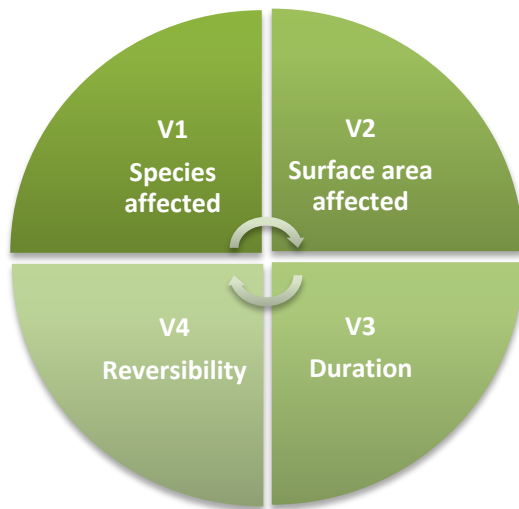 V1
Species
affected
V2
Surface area
affected
V4
Reversibility
V3
Duration